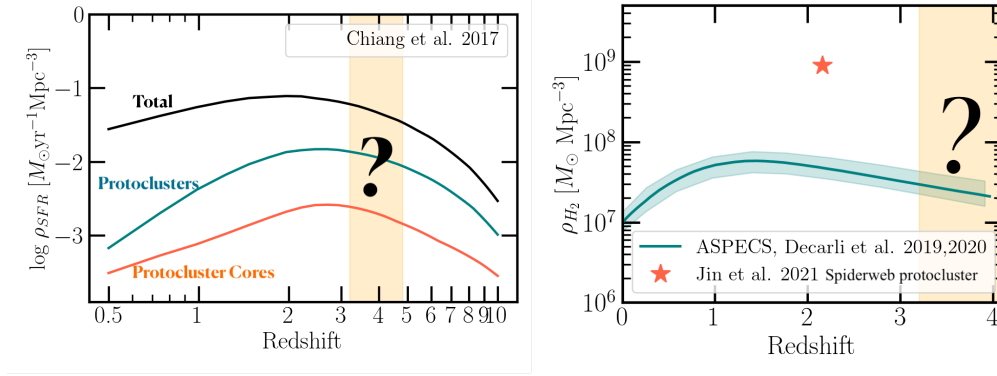 0
−1
−2
−3
log ρSFR [M⊙yr−1Mpc−3]
Chiang et al. 2017
Total
Protoclusters
Protocluster Cores
?
0.5 1 2 3 4 5 6 7 8 9 10
Redshift
10^9
10^8
10^7
10^6
ρH2 [M⊙ Mpc−3]
?
ASPECS, Decarli et al. 2019,2020
Jin et al. 2021 Spiderweb protocluster
0 1 2 3 4
Redshift